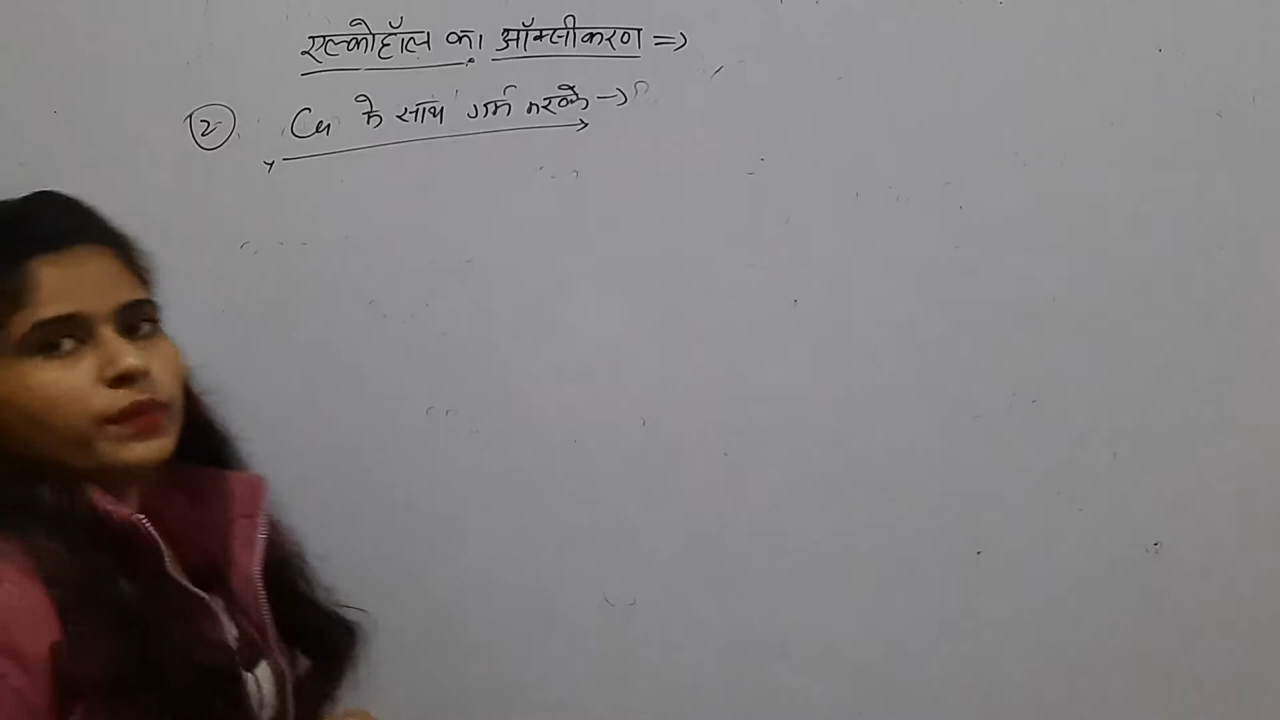 एल्कोहॉल का ऑक्सीकरण =>
② Cu के साथ गर्म करके →